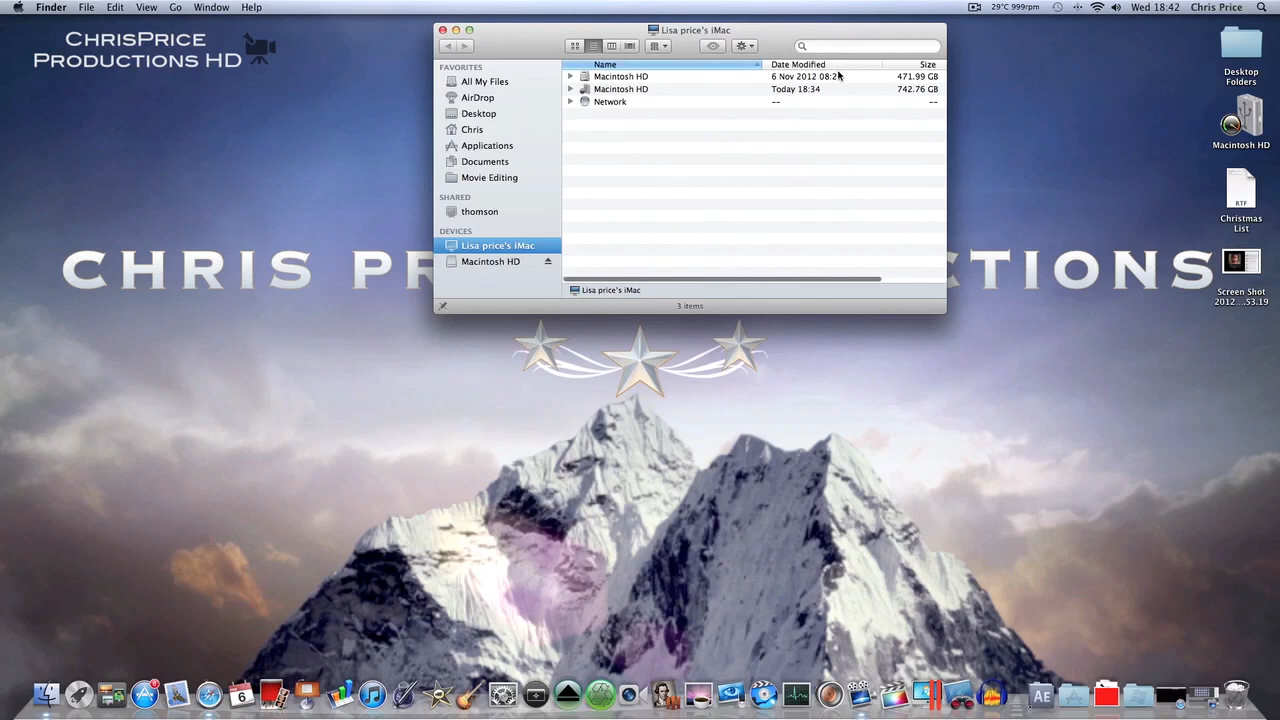 Finder File Edit View Go Window Help 29°C 999rpm Wed 18:42 Chris Price
CHRISPRICE
PRODUCTIONS HD
Lisa price's iMac
Name Date Modified Size
Macintosh HD 6 Nov 2012 08:2 471.99 GB
Macintosh HD Today 18:34 742.76 GB
Network -- --
FAVORITES
All My Files
AirDrop
Desktop
Chris
Applications
Documents
Movie Editing
SHARED
thomson
DEVICES
Lisa price's iMac
Macintosh HD
Lisa price's iMac
3 items
Desktop
Folders
Macintosh HD
RTF
Christmas
List
Screen Shot
2012....53.19
CHRIS PR CTIONS
6
AE